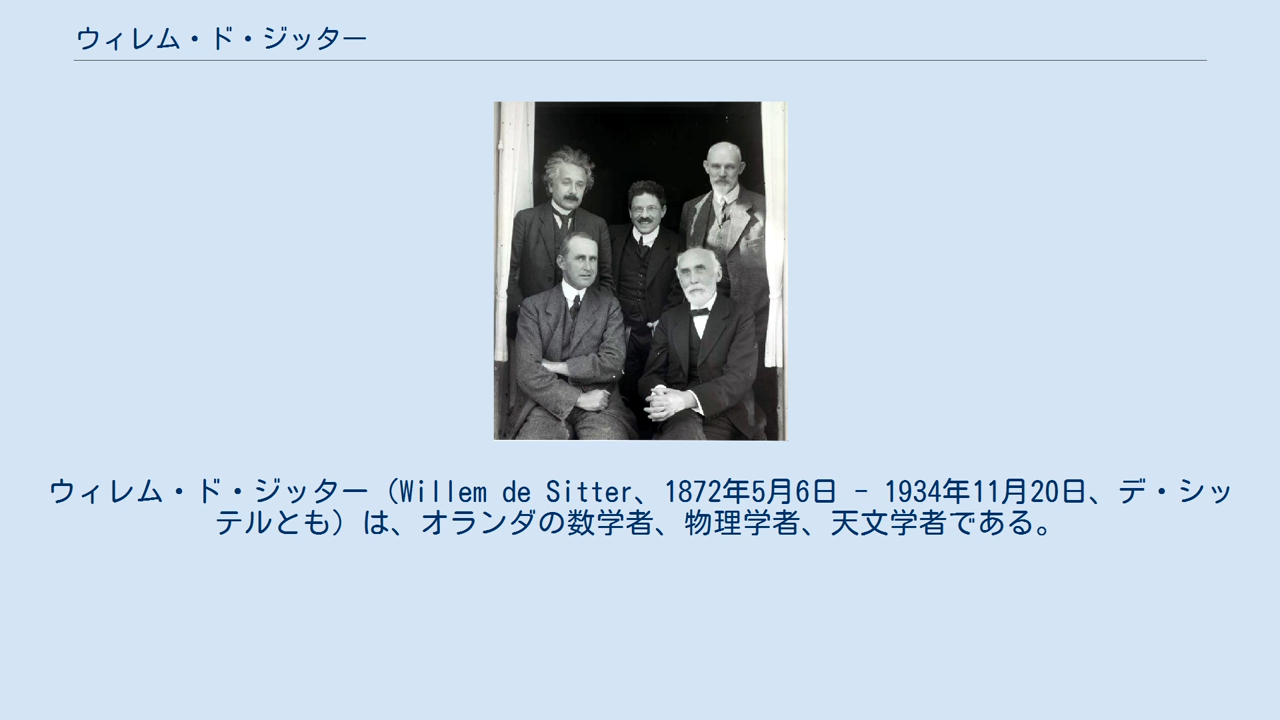 ウィレム・ド・ジッター
ウィレム・ド・ジッター（Willem de Sitter、1872年5月6日 - 1934年11月20日、デ・シッ
テルとも）は、オランダの数学者、物理学者、天文学者である。